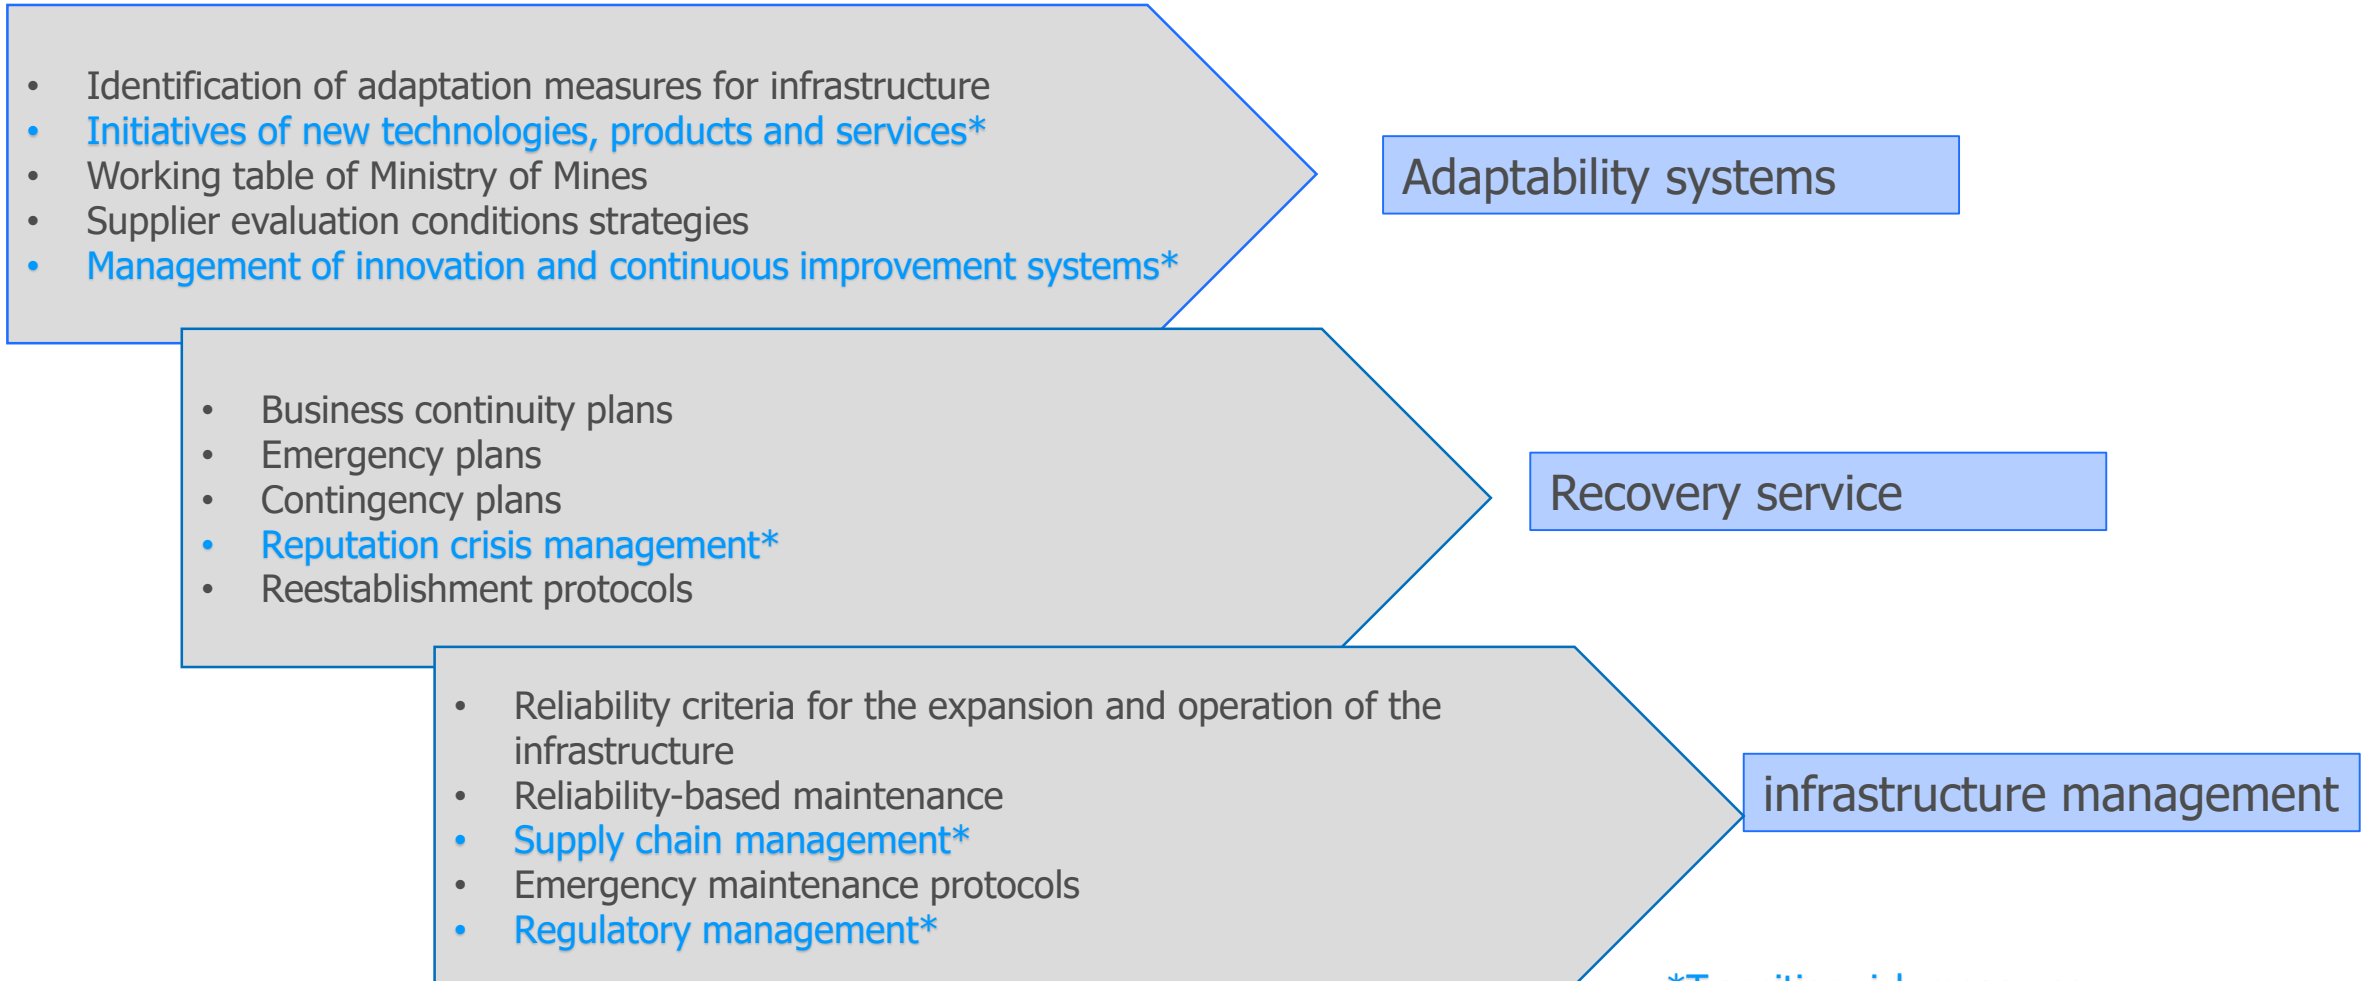 • Identification of adaptation measures for infrastructure
• Initiatives of new technologies, products and services*
• Working table of Ministry of Mines
• Supplier evaluation conditions strategies
• Management of innovation and continuous improvement systems*
Adaptability systems
• Business continuity plans
• Emergency plans
• Contingency plans
• Reputation crisis management*
• Reestablishment protocols
Recovery service
• Reliability criteria for the expansion and operation of the
infrastructure
• Reliability-based maintenance
• Supply chain management*
• Emergency maintenance protocols
• Regulatory management*
infrastructure management